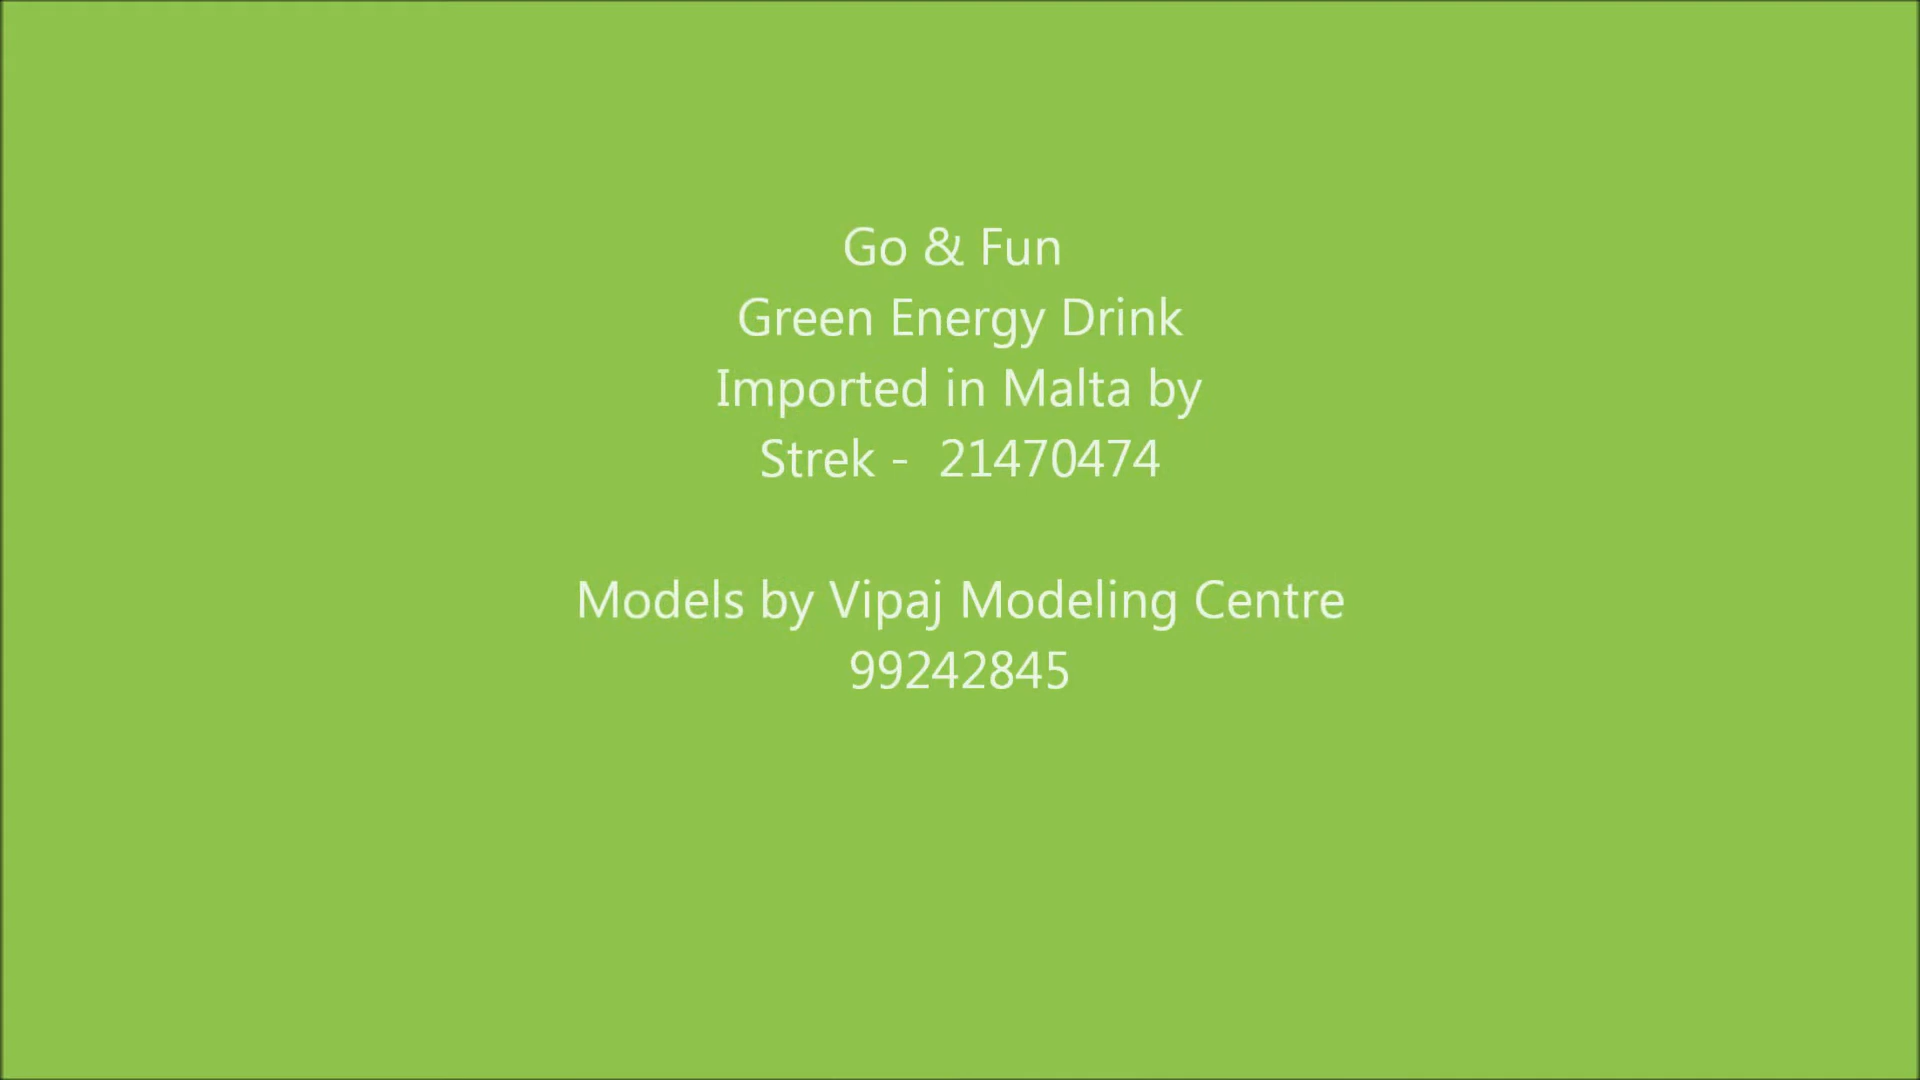 Go & Fun
Green Energy Drink
Imported in Malta by
Strek -  21470474
Models by Vipaj Modeling Centre
99242845